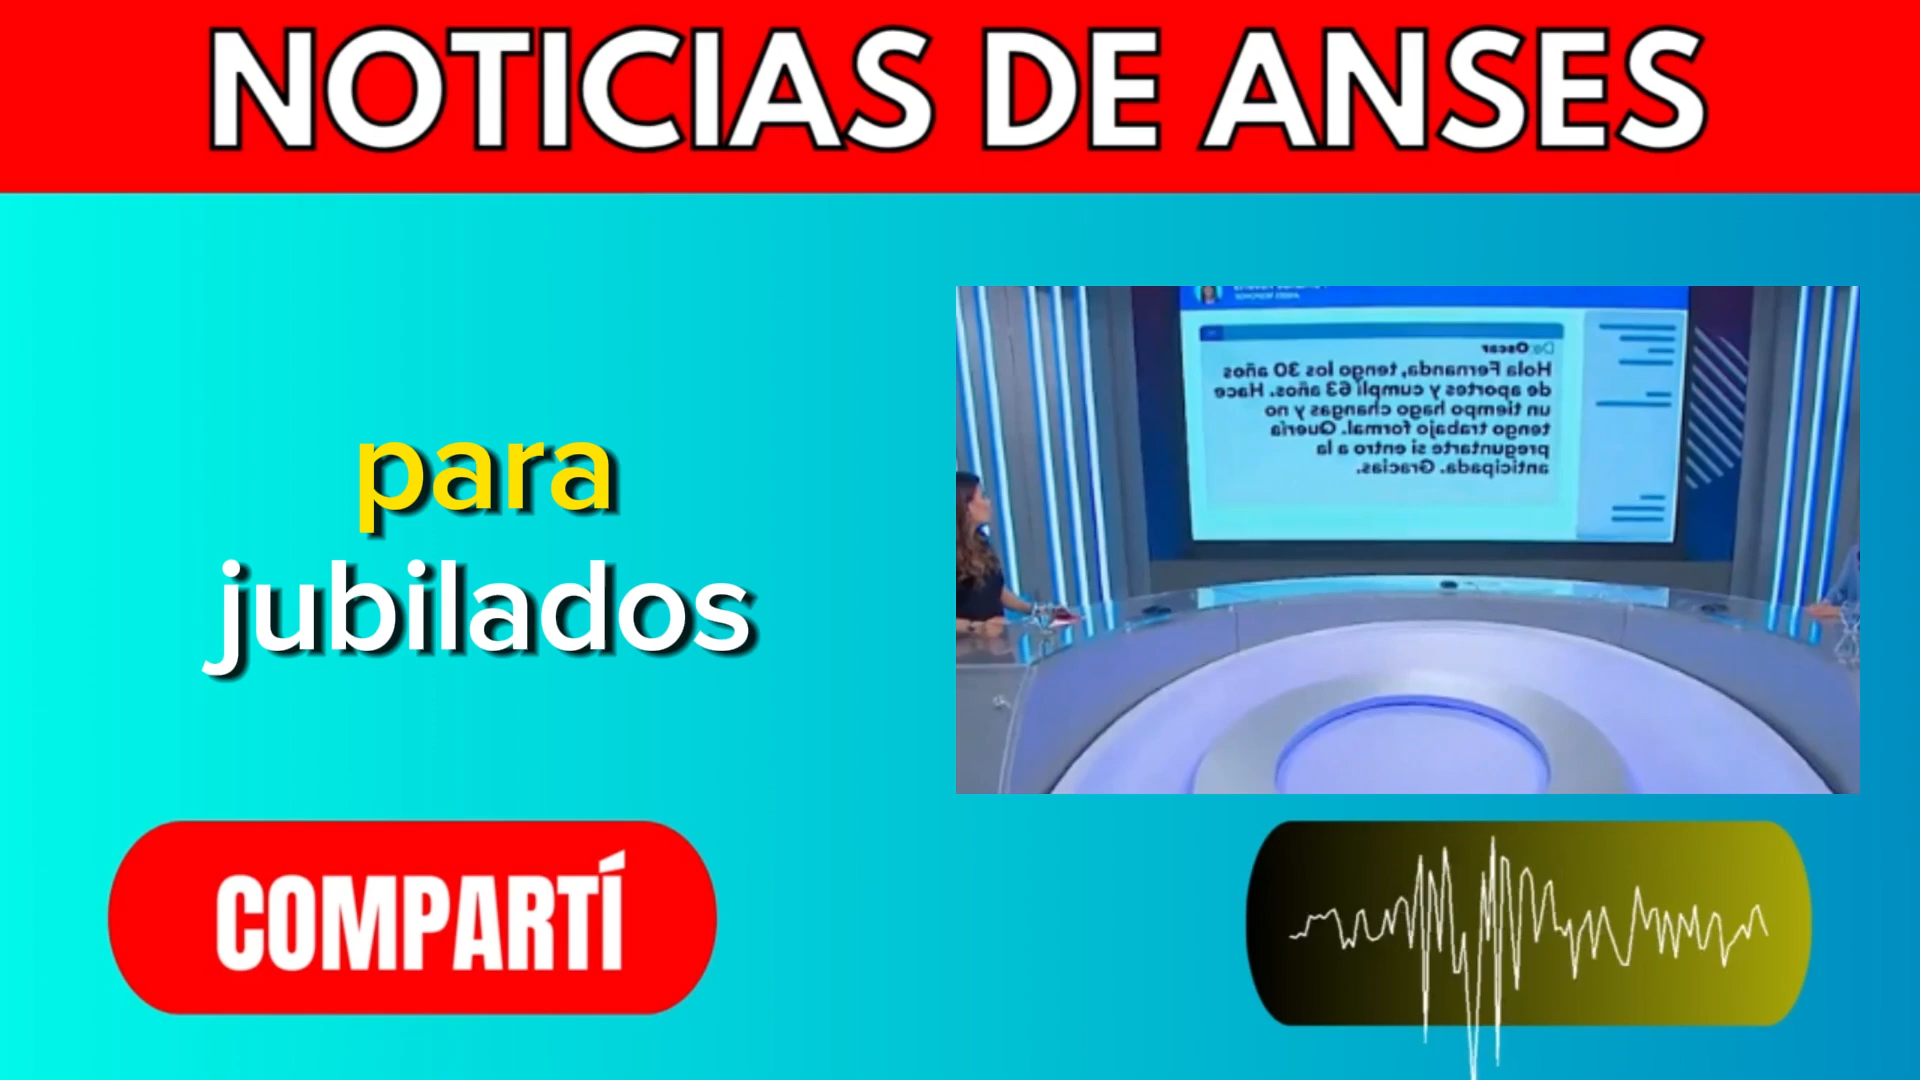 NOTICIAS DE ANSES
para
jubilados
De: Oscar
Hola Fernanda, tengo los 30 años
de aportes y cumplí 63 años. Hace
un tiempo hago changas y no
tengo trabajo formal. Quería
preguntarte si entro a la
anticipada. Gracias.
COMPARTÍ